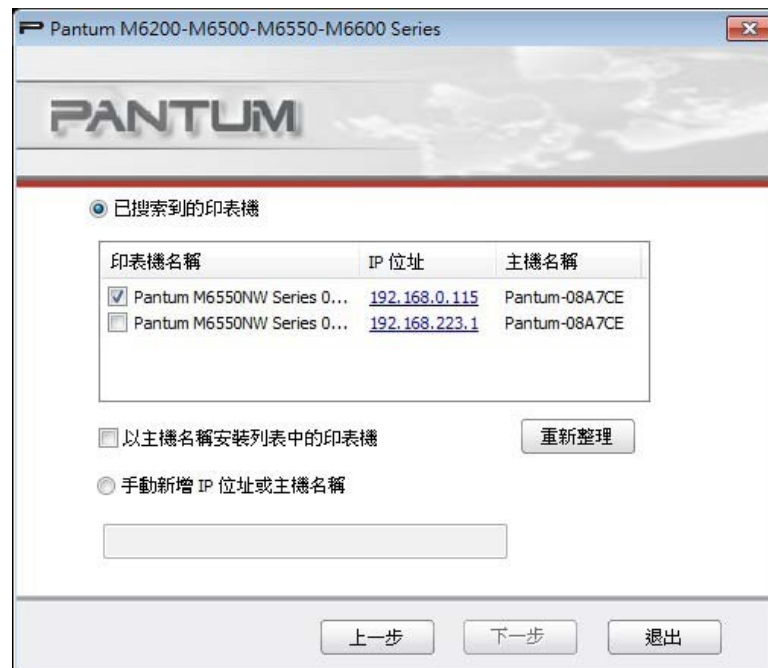 Pantum M6200-M6500-M6550-M6600 Series
PANTUM
已搜索到的印表機
印表機名稱 IP 位址 主機名稱
Pantum M6550NW Series 0... 192.168.0.115 Pantum-08A7CE
Pantum M6550NW Series 0... 192.168.223.1 Pantum-08A7CE
以主機名稱安裝列表中的印表機 重新整理
手動新增 IP 位址或主機名稱
上一步 下一步 退出